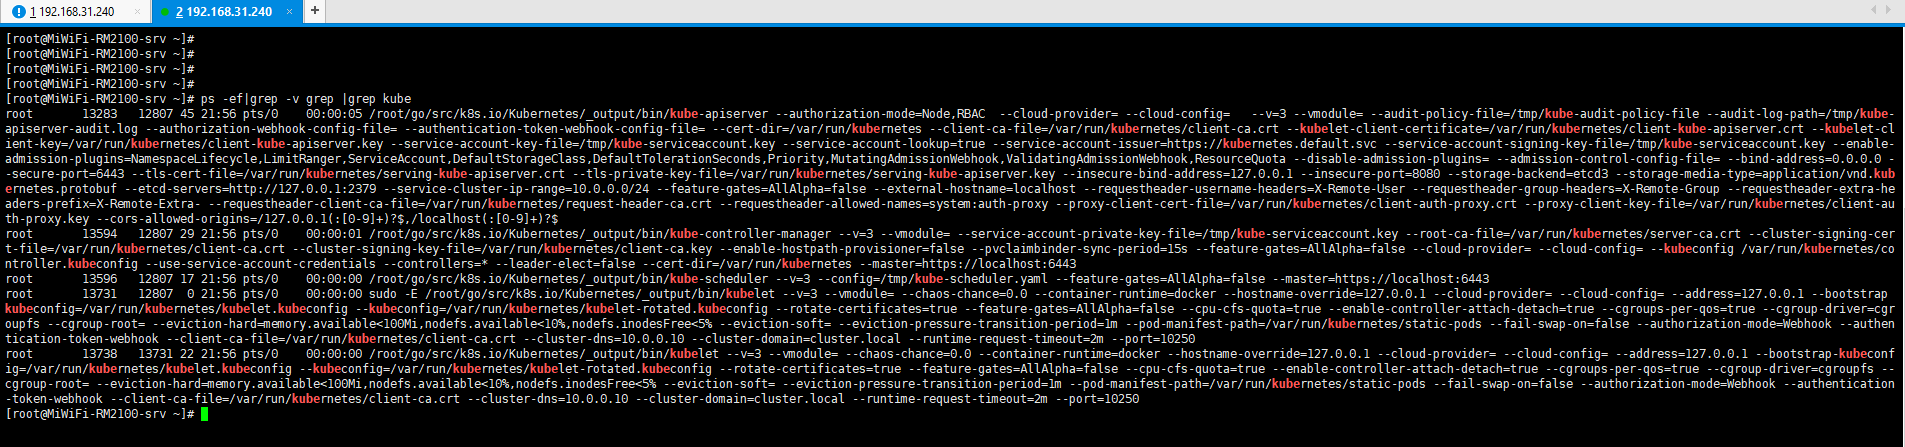 1 192.168.31.240 × 2 192.168.31.240 × +
[root@MiWiFi-RM2100-srv ~]#
[root@MiWiFi-RM2100-srv ~]#
[root@MiWiFi-RM2100-srv ~]#
[root@MiWiFi-RM2100-srv ~]#
[root@MiWiFi-RM2100-srv ~]# ps -ef|grep -v grep |grep kube
root 13283 12807 45 21:56 pts/0 00:00:05 /root/go/src/k8s.io/Kubernetes/_output/bin/kube-apiserver --authorization-mode=Node,RBAC --cloud-provider= --cloud-config= --v=3 --vmodule= --audit-policy-file=/tmp/kube-audit-policy-file --audit-log-path=/tmp/kube-
apiserver-audit.log --authorization-webhook-config-file= --authentication-token-webhook-config-file= --cert-dir=/var/run/kubernetes --client-ca-file=/var/run/kubernetes/client-ca.crt --kubelet-client-certificate=/var/run/kubernetes/client-kube-apiserver.crt --kubelet-cl
ient-key=/var/run/kubernetes/client-kube-apiserver.key --service-account-key-file=/tmp/kube-serviceaccount.key --service-account-lookup=true --service-account-issuer=https://kubernetes.default.svc --service-account-signing-key-file=/tmp/kube-serviceaccount.key --enable-
admission-plugins=NamespaceLifecycle,LimitRanger,ServiceAccount,DefaultStorageClass,DefaultTolerationSeconds,Priority,MutatingAdmissionWebhook,ValidatingAdmissionWebhook,ResourceQuota --disable-admission-plugins= --admission-control-config-file= --bind-address=0.0.0.0 -
-secure-port=6443 --tls-cert-file=/var/run/kubernetes/serving-kube-apiserver.crt --tls-private-key-file=/var/run/kubernetes/serving-kube-apiserver.key --insecure-bind-address=127.0.0.1 --insecure-port=8080 --storage-backend=etcd3 --storage-media-type=application/vnd.kub
ernetes.protobuf --etcd-servers=http://127.0.0.1:2379 --service-cluster-ip-range=10.0.0.0/24 --feature-gates=AllAlpha=false --external-hostname=localhost --requestheader-username-headers=X-Remote-User --requestheader-group-headers=X-Remote-Group --requestheader-extra-he
aders-prefix=X-Remote-Extra- --requestheader-client-ca-file=/var/run/kubernetes/request-header-ca.crt --requestheader-allowed-names=system:auth-proxy --proxy-client-cert-file=/var/run/kubernetes/client-auth-proxy.crt --proxy-client-key-file=/var/run/kubernetes/client-au
th-proxy.key --cors-allowed-origins=/127.0.0.1(:[0-9]+)?$,/localhost(:[0-9]+)?$
root 13594 12807 29 21:56 pts/0 00:00:01 /root/go/src/k8s.io/Kubernetes/_output/bin/kube-controller-manager --v=3 --vmodule= --service-account-private-key-file=/tmp/kube-serviceaccount.key --root-ca-file=/var/run/kubernetes/server-ca.crt --cluster-signing-cer
t-file=/var/run/kubernetes/client-ca.crt --cluster-signing-key-file=/var/run/kubernetes/client-ca.key --enable-hostpath-provisioner=false --pvclaimbinder-sync-period=15s --feature-gates=AllAlpha=false --cloud-provider= --cloud-config= --kubeconfig /var/run/kubernetes/co
ntroller.kubeconfig --use-service-account-credentials --controllers=* --leader-elect=false --cert-dir=/var/run/kubernetes --master=https://localhost:6443
root 13596 12807 17 21:56 pts/0 00:00:00 /root/go/src/k8s.io/Kubernetes/_output/bin/kube-scheduler --v=3 --config=/tmp/kube-scheduler.yaml --feature-gates=AllAlpha=false --master=https://localhost:6443
root 13731 12807 0 21:56 pts/0 00:00:00 sudo -E /root/go/src/k8s.io/Kubernetes/_output/bin/kubelet --v=3 --vmodule= --chaos-chance=0.0 --container-runtime=docker --hostname-override=127.0.0.1 --cloud-provider= --cloud-config= --address=127.0.0.1 --bootstrap-
kubeconfig=/var/run/kubernetes/kubelet.kubeconfig --kubeconfig=/var/run/kubernetes/kubelet-rotated.kubeconfig --rotate-certificates=true --feature-gates=AllAlpha=false --cpu-cfs-quota=true --enable-controller-attach-detach=true --cgroups-per-qos=true --cgroup-driver=cgr
oupfs --cgroup-root= --eviction-hard=memory.available<100Mi,nodefs.available<10%,nodefs.inodesFree<5% --eviction-soft= --eviction-pressure-transition-period=1m --pod-manifest-path=/var/run/kubernetes/static-pods --fail-swap-on=false --authorization-mode=Webhook --authen
tication-token-webhook --client-ca-file=/var/run/kubernetes/client-ca.crt --cluster-dns=10.0.0.10 --cluster-domain=cluster.local --runtime-request-timeout=2m --port=10250
root 13738 13731 22 21:56 pts/0 00:00:00 /root/go/src/k8s.io/Kubernetes/_output/bin/kubelet --v=3 --vmodule= --chaos-chance=0.0 --container-runtime=docker --hostname-override=127.0.0.1 --cloud-provider= --cloud-config= --address=127.0.0.1 --bootstrap-kubeconf
ig=/var/run/kubernetes/kubelet.kubeconfig --kubeconfig=/var/run/kubernetes/kubelet-rotated.kubeconfig --rotate-certificates=true --feature-gates=AllAlpha=false --cpu-cfs-quota=true --enable-controller-attach-detach=true --cgroups-per-qos=true --cgroup-driver=cgroupfs --
cgroup-root= --eviction-hard=memory.available<100Mi,nodefs.available<10%,nodefs.inodesFree<5% --eviction-soft= --eviction-pressure-transition-period=1m --pod-manifest-path=/var/run/kubernetes/static-pods --fail-swap-on=false --authorization-mode=Webhook --authentication
-token-webhook --client-ca-file=/var/run/kubernetes/client-ca.crt --cluster-dns=10.0.0.10 --cluster-domain=cluster.local --runtime-request-timeout=2m --port=10250
[root@MiWiFi-RM2100-srv ~]#